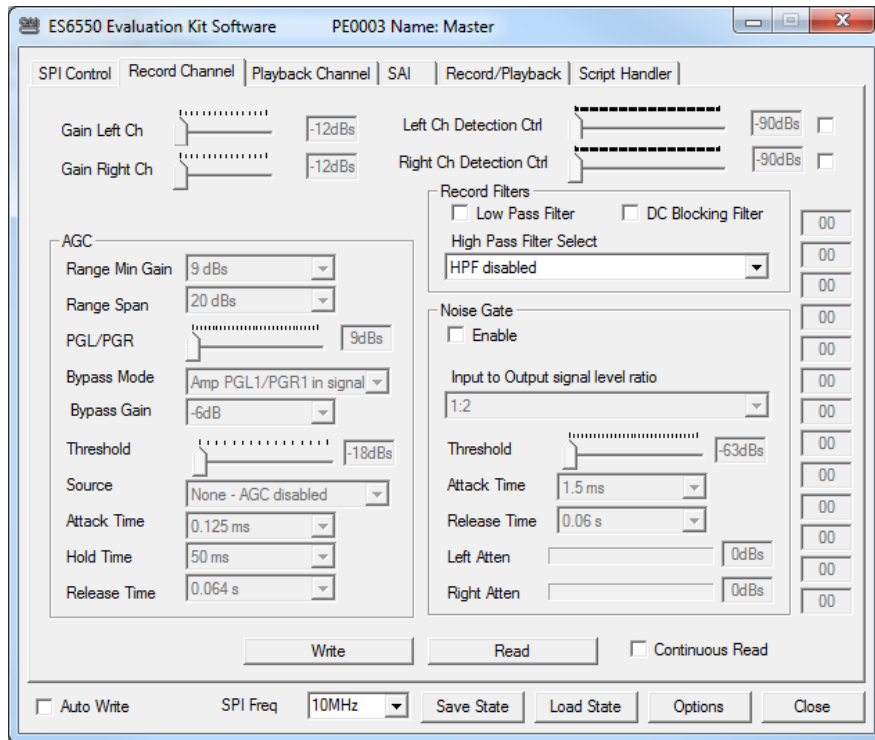 ES6550 Evaluation Kit Software PE0003 Name: Master
SPI Control Record Channel Playback Channel SAI Record/Playback Script Handler
Gain Left Ch -12dBs Left Ch Detection Ctrl -90dBs
Gain Right Ch -12dBs Right Ch Detection Ctrl -90dBs
AGC
Range Min Gain 9 dBs
Range Span 20 dBs
PGL/PGR 9dBs
Bypass Mode Amp PGL1/PGR1 in signal
Bypass Gain -6dB
Threshold -18dBs
Source None - AGC disabled
Attack Time 0.125 ms
Hold Time 50 ms
Release Time 0.064 s
Record Filters
Low Pass Filter DC Blocking Filter
High Pass Filter Select
HPF disabled
Noise Gate
Enable
Input to Output signal level ratio
1:2
Threshold -63dBs
Attack Time 1.5 ms
Release Time 0.06 s
Left Atten 0dBs
Right Atten 0dBs
00
00
00
00
00
00
00
00
00
00
00
00
00
Write Read Continuous Read
Auto Write SPI Freq 10MHz Save State Load State Options Close